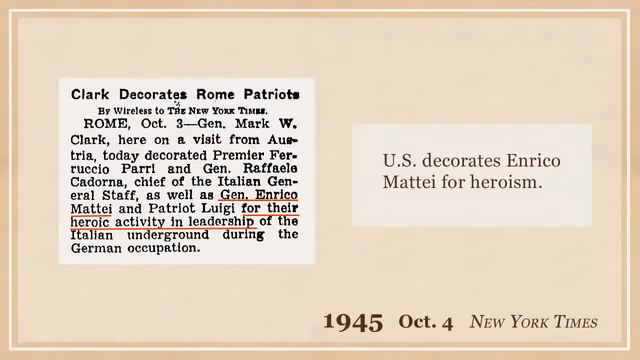 Clark Decorates Rome Patriots
By Wireless to THE NEW YORK TIMES.
ROME, Oct. 3—Gen. Mark W.
Clark, here on a visit from Aus-
tria, today decorated Premier Fer-
ruccio Parri and Gen. Raffaele
Cadorna, chief of the Italian Gen-
eral Staff, as well as Gen. Enrico
Mattei and Patriot Luigi for their
heroic activity in leadership of the
Italian underground during the
German occupation.
U.S. decorates Enrico
Mattei for heroism.
1945 Oct. 4 NEW YORK TIMES